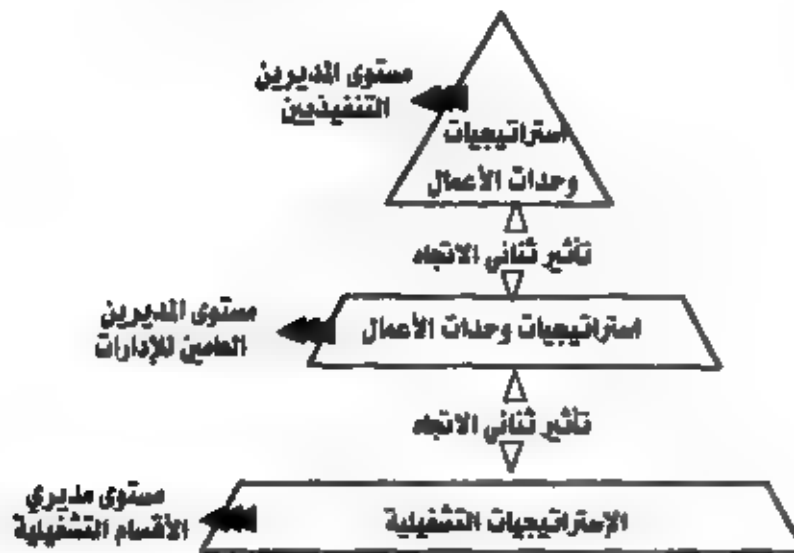 مستوى المديرين
التنفيذيين
استراتيجيات
وحدات الأعمال
تأثير ثنائي الاتجاه
مستوى المديرين
العامين للإدارات
استراتيجيات وحدات الأعمال
تأثير ثنائي الاتجاه
مستوى مديري
الأقسام التشغيلية
الإستراتيجيات التشغيلية